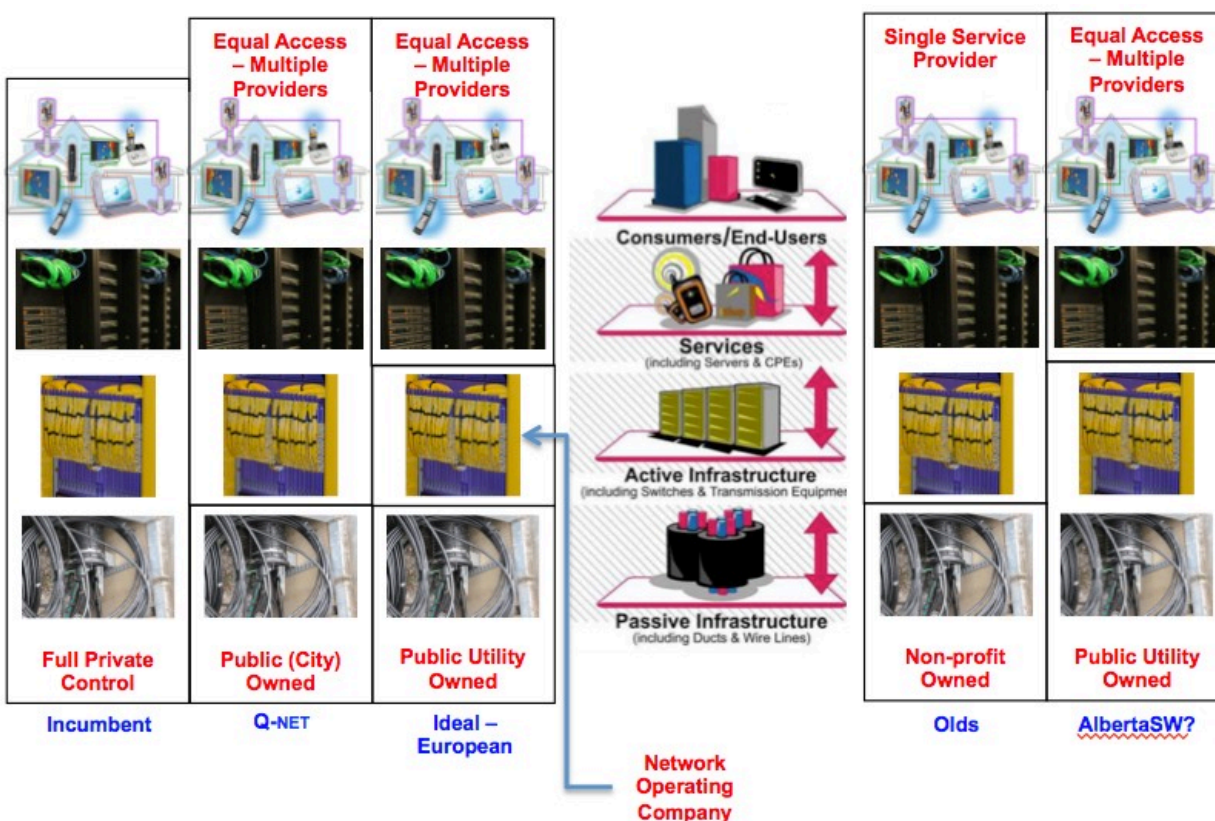 Equal Access
– Multiple
Providers
Equal Access
– Multiple
Providers
Single Service
Provider
Equal Access
– Multiple
Providers
Consumers/End-Users
Services
(including Servers & CPEs)
Active Infrastructure
(including Switches & Transmission Equipmen
Passive Infrastructure
(including Ducts & Wire Lines)
Full Private
Control
Public (City)
Owned
Public Utility
Owned
Non-profit
Owned
Public Utility
Owned
Incumbent
Q-NET
Ideal –
European
Olds
AlbertaSW?
Network
Operating
Company